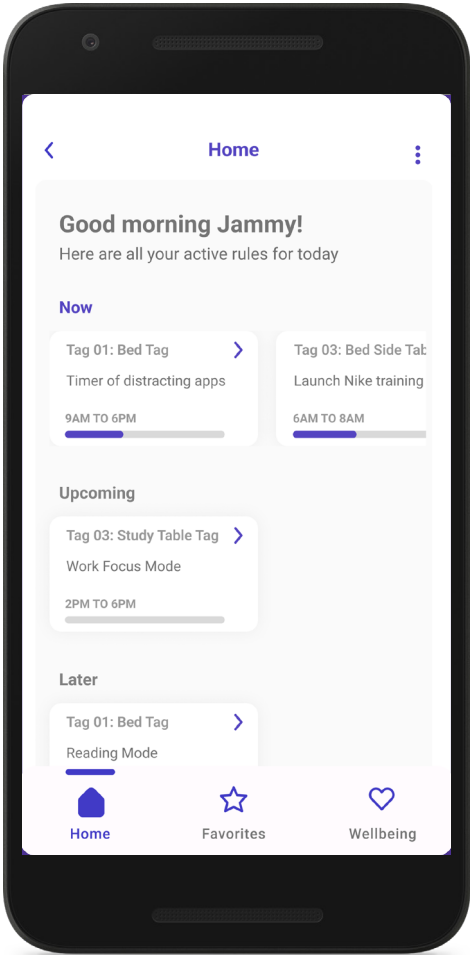 Home
Good morning Jammy!
Here are all your active rules for today
Now
Tag 01: Bed Tag
Timer of distracting apps
9AM TO 6PM
Tag 03: Bed Side Tab
Launch Nike training
6AM TO 8AM
Upcoming
Tag 03: Study Table Tag
Work Focus Mode
2PM TO 6PM
Later
Tag 01: Bed Tag
Reading Mode
Home
Favorites
Wellbeing